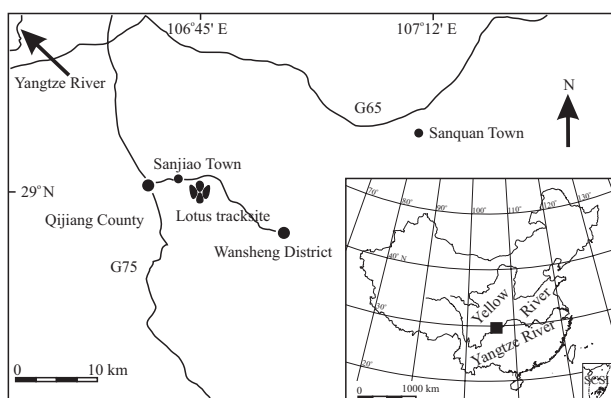 106°45' E
107°12' E
Yangtze River
G65
N
Sanquan Town
Sanjiao Town
29°N
Qijiang County
Lotus tracksite
Wansheng District
G75
0 10 km
70°
80°
90°
100°
110°
120°
130°
40° N
30°
20°
Yellow River
Yangtze River
SCSI
0 1000 km